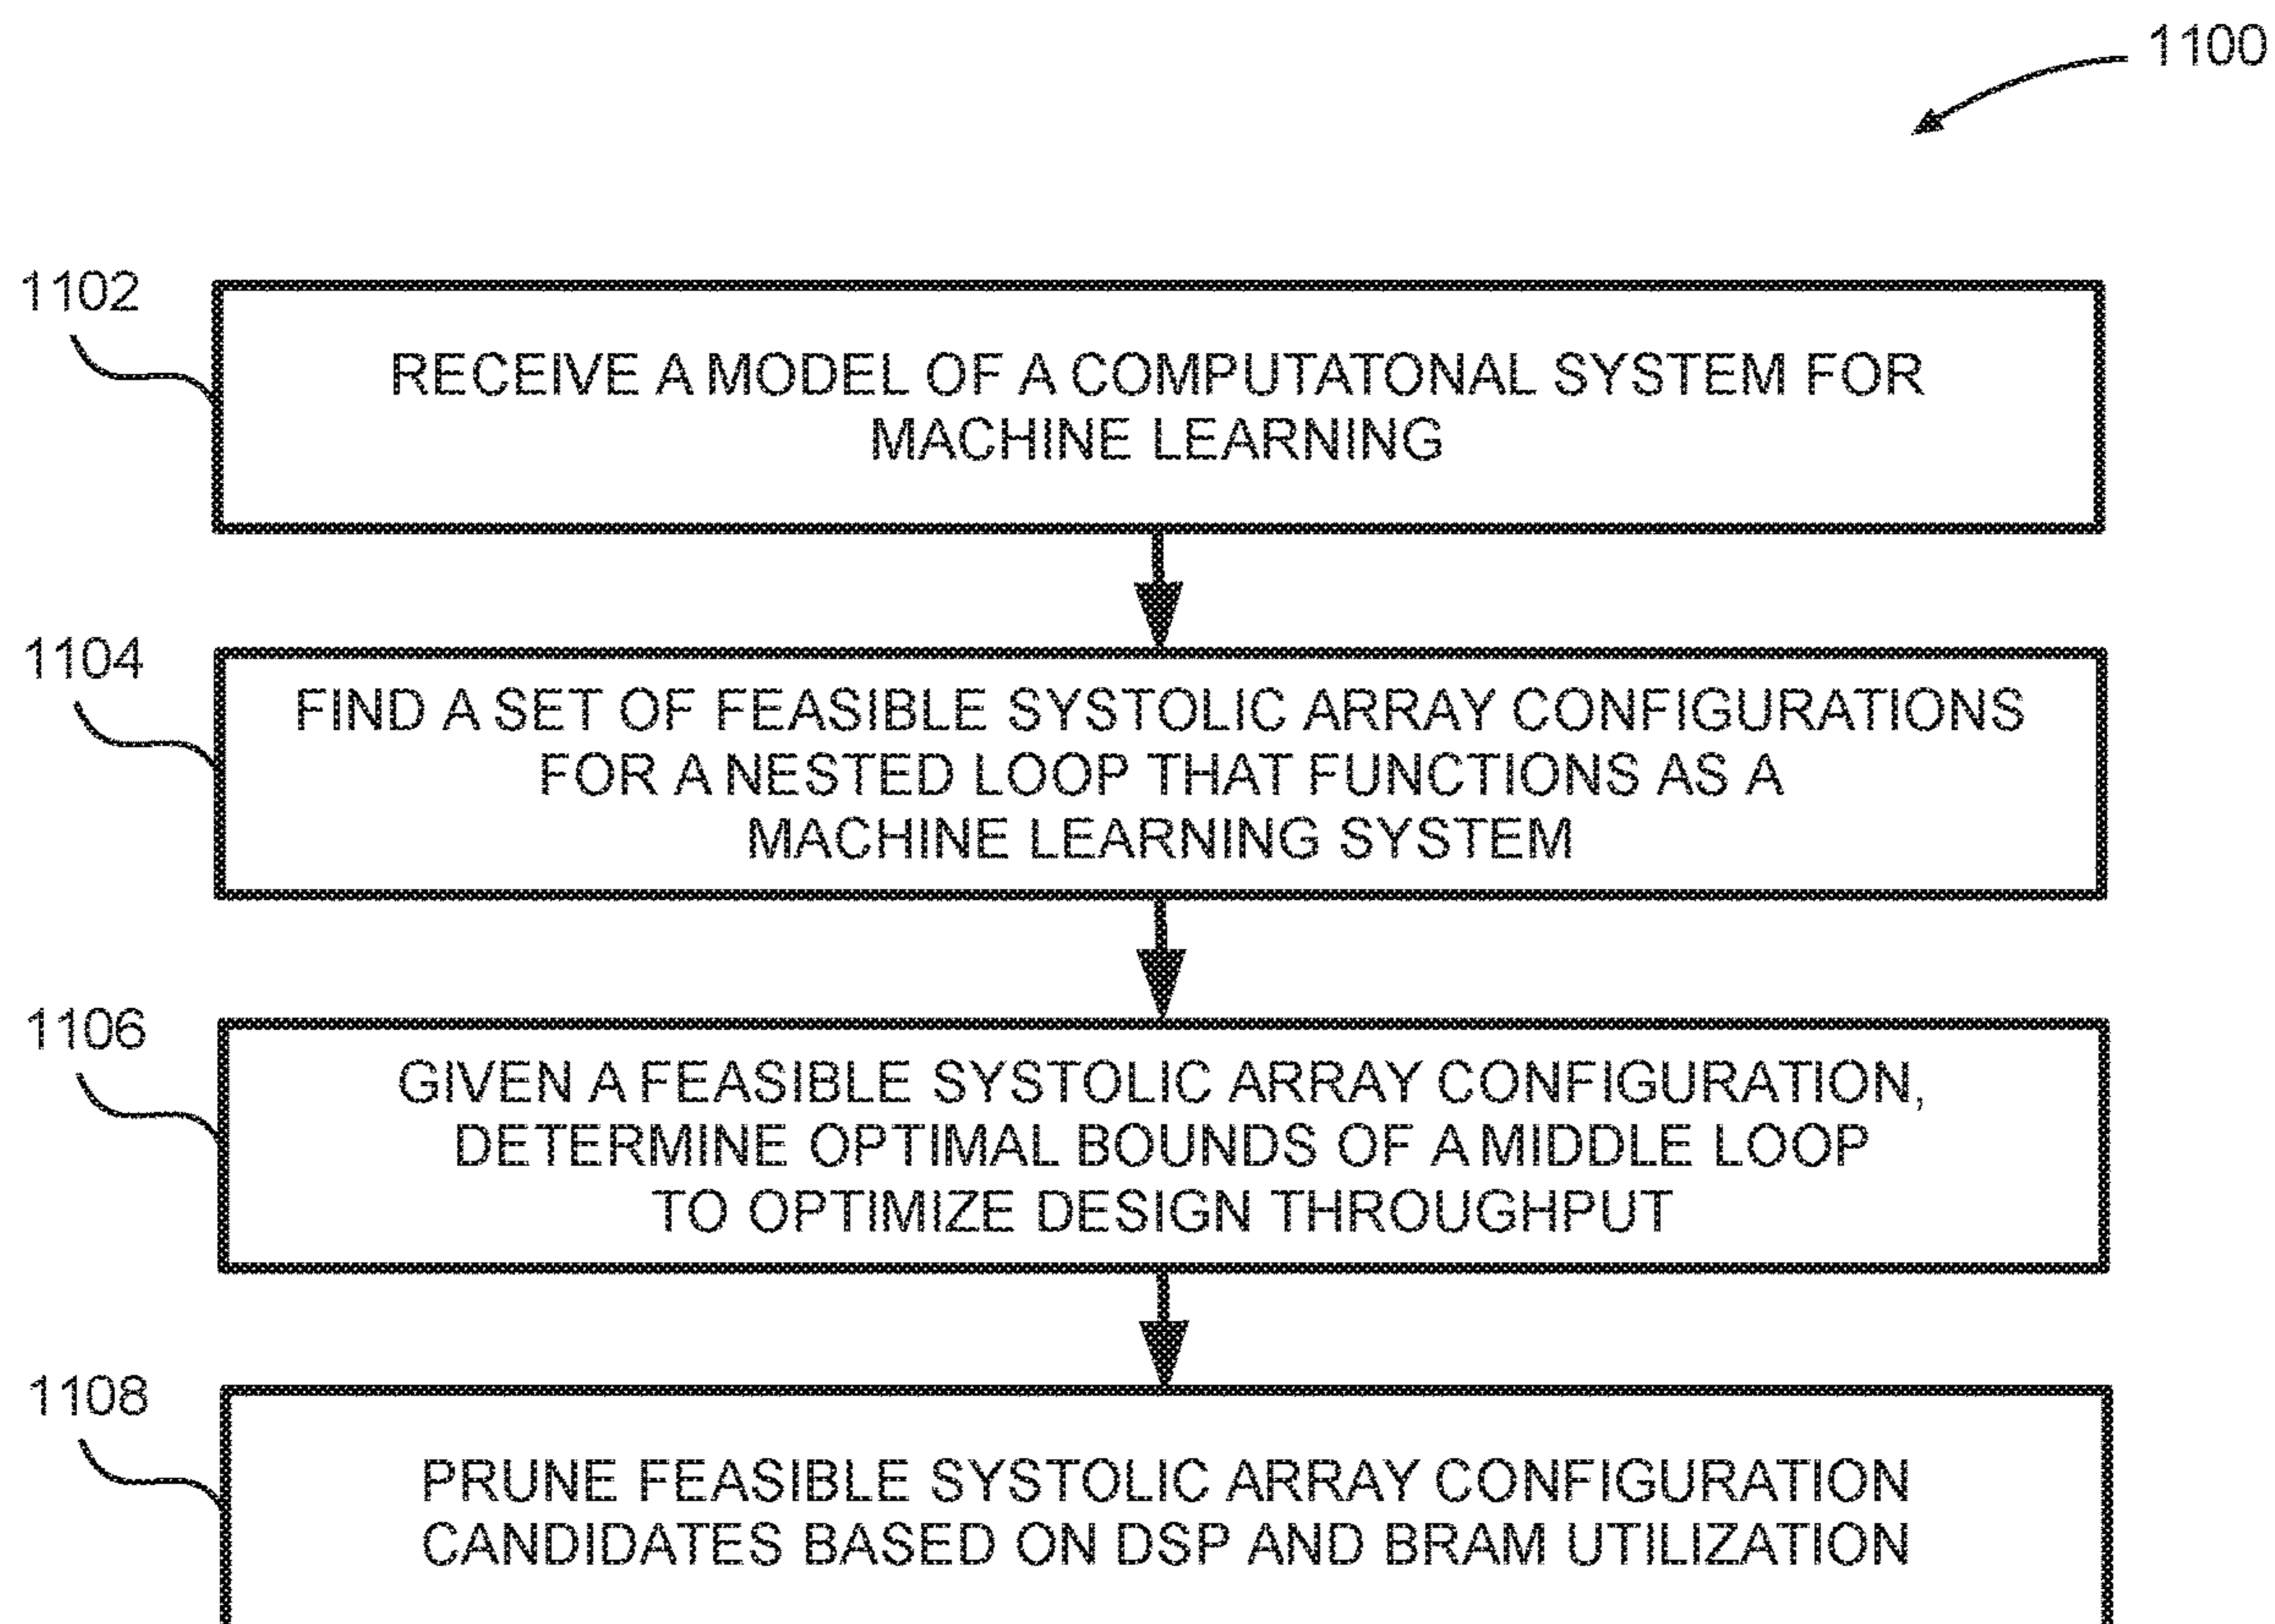 1100
1102
RECEIVE A MODEL OF A COMPUTATONAL SYSTEM FOR
MACHINE LEARNING
1104
FIND A SET OF FEASIBLE SYSTOLIC ARRAY CONFIGURATIONS
FOR A NESTED LOOP THAT FUNCTIONS AS A
MACHINE LEARNING SYSTEM
1106
GIVEN A FEASIBLE SYSTOLIC ARRAY CONFIGURATION,
DETERMINE OPTIMAL BOUNDS OF A MIDDLE LOOP
TO OPTIMIZE DESIGN THROUGHPUT
1108
PRUNE FEASIBLE SYSTOLIC ARRAY CONFIGURATION
CANDIDATES BASED ON DSP AND BRAM UTILIZATION